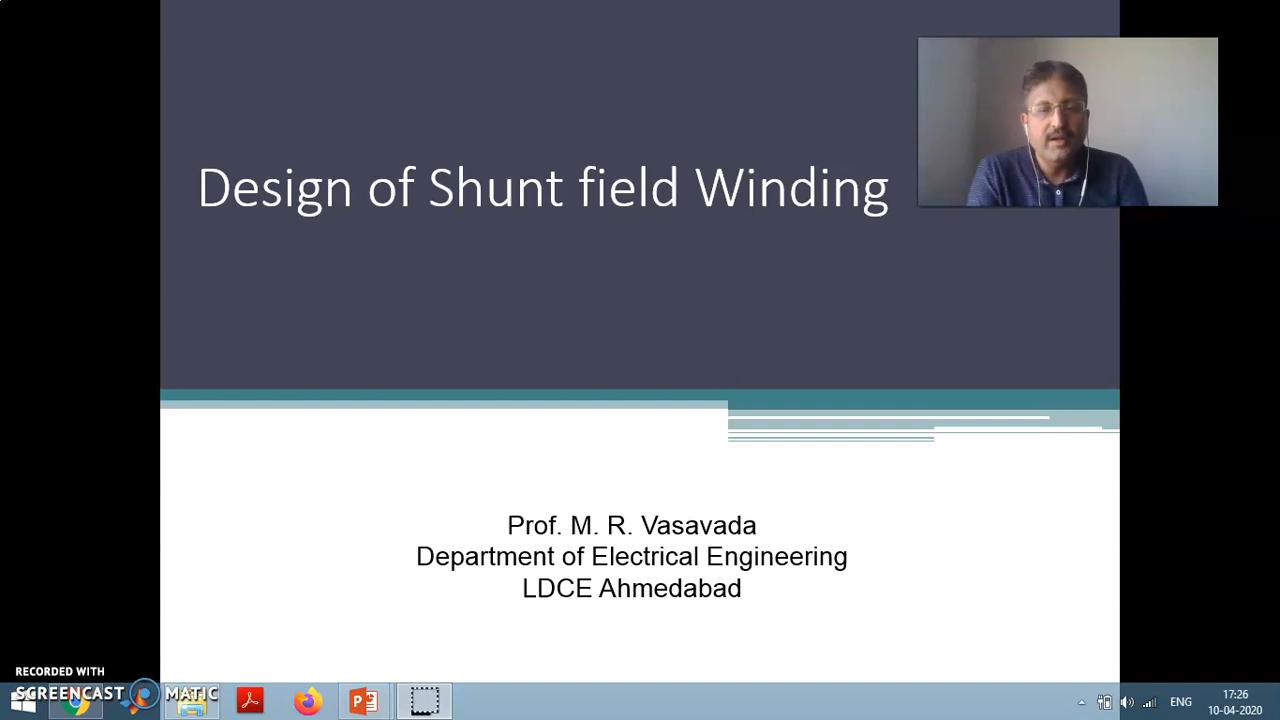 Design of Shunt field Winding
Prof. M. R. Vasavada
Department of Electrical Engineering
LDCE Ahmedabad
RECORDED WITH
SCREENCAST MATIC
ENG
17:26
10-04-2020